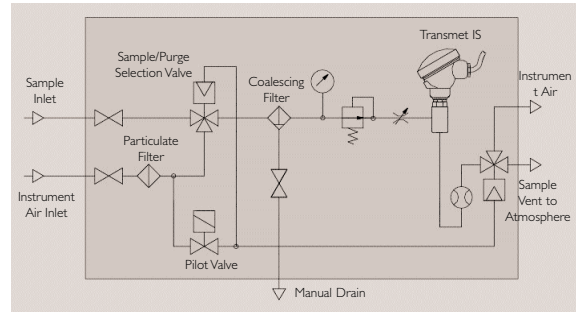 Transmet IS
Sample/Purge
Selection Valve
Coalescing
Filter
Sample
Inlet
Instrumen
t Air
Particulate
Filter
Instrument
Air Inlet
Sample
Vent to
Atmosphere
Pilot Valve
Manual Drain